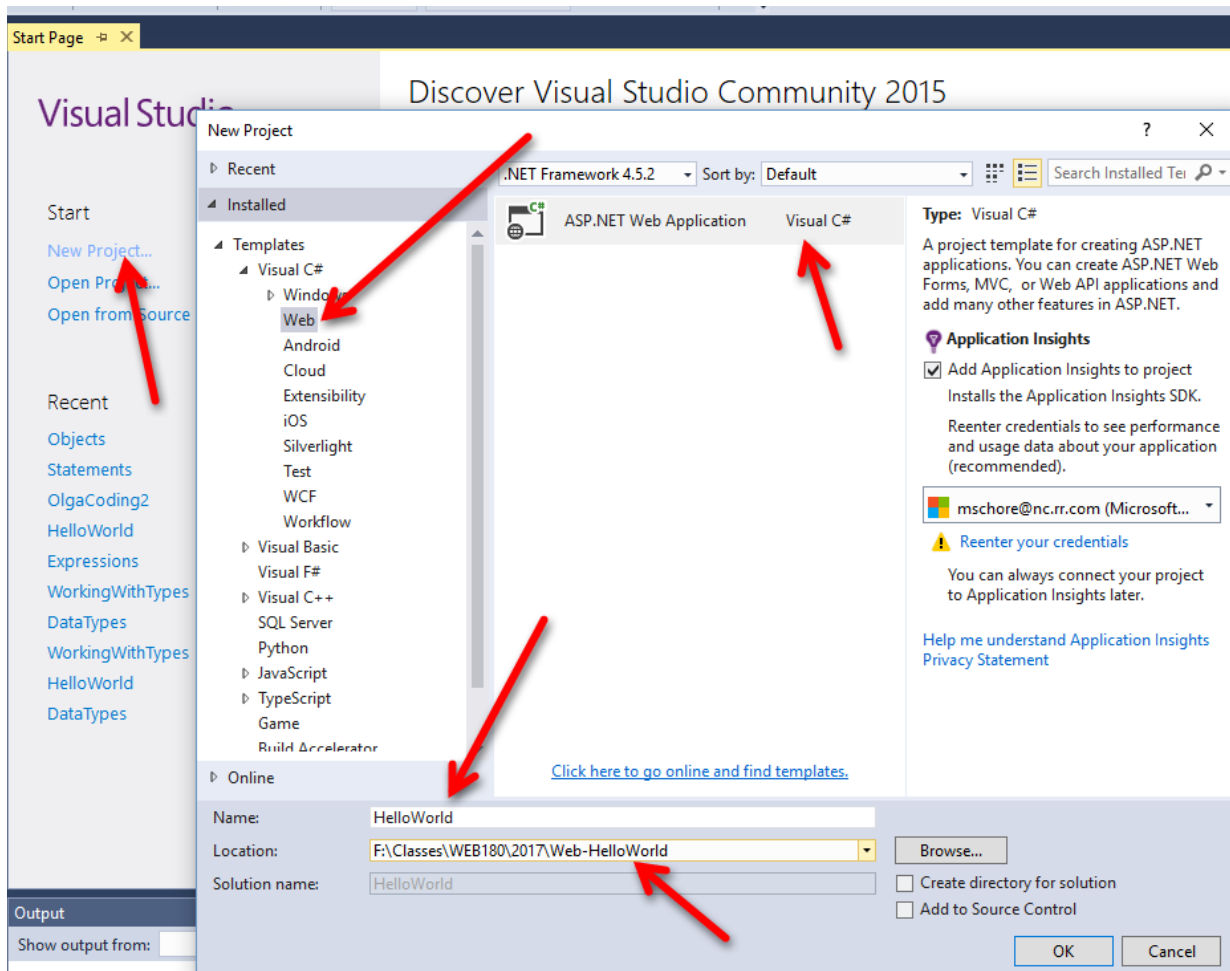 Start Page
Discover Visual Studio Community 2015
Visual Studio
Start
New Project...
Open Project...
Open from Source
Recent
Objects
Statements
OlgaCoding2
HelloWorld
Expressions
WorkingWithTypes
DataTypes
WorkingWithTypes
HelloWorld
DataTypes
Output
Show output from:
New Project
?
Recent
.NET Framework 4.5.2
Sort by:
Default
Search Installed Te
Installed
Templates
Visual C#
Windows
Web
Android
Cloud
Extensibility
iOS
Silverlight
Test
WCF
Workflow
Visual Basic
Visual F#
Visual C++
SQL Server
Python
JavaScript
TypeScript
Game
Build Accelerator
Online
C#
ASP.NET Web Application
Visual C#
Click here to go online and find templates.
Type: Visual C#
A project template for creating ASP.NET
applications. You can create ASP.NET Web
Forms, MVC, or Web API applications and
add many other features in ASP.NET.
Application Insights
Add Application Insights to project
Installs the Application Insights SDK.
Reenter credentials to see performance
and usage data about your application
(recommended).
mschore@nc.rr.com (Microsoft...
Reenter your credentials
You can always connect your project
to Application Insights later.
Help me understand Application Insights
Privacy Statement
Name:
HelloWorld
Location:
F:\Classes\WEB180\2017\Web-HelloWorld
Browse...
Solution name:
HelloWorld
Create directory for solution
Add to Source Control
OK
Cancel